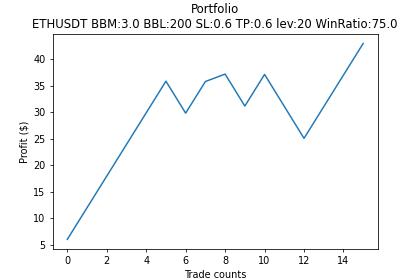 Portfolio
ETHUSDT BBM:3.0 BBL:200 SL:0.6 TP:0.6 lev:20 WinRatio:75.0
40
35
30
25
20
15
10
5
Profit ($)
0 2 4 6 8 10 12 14
Trade counts